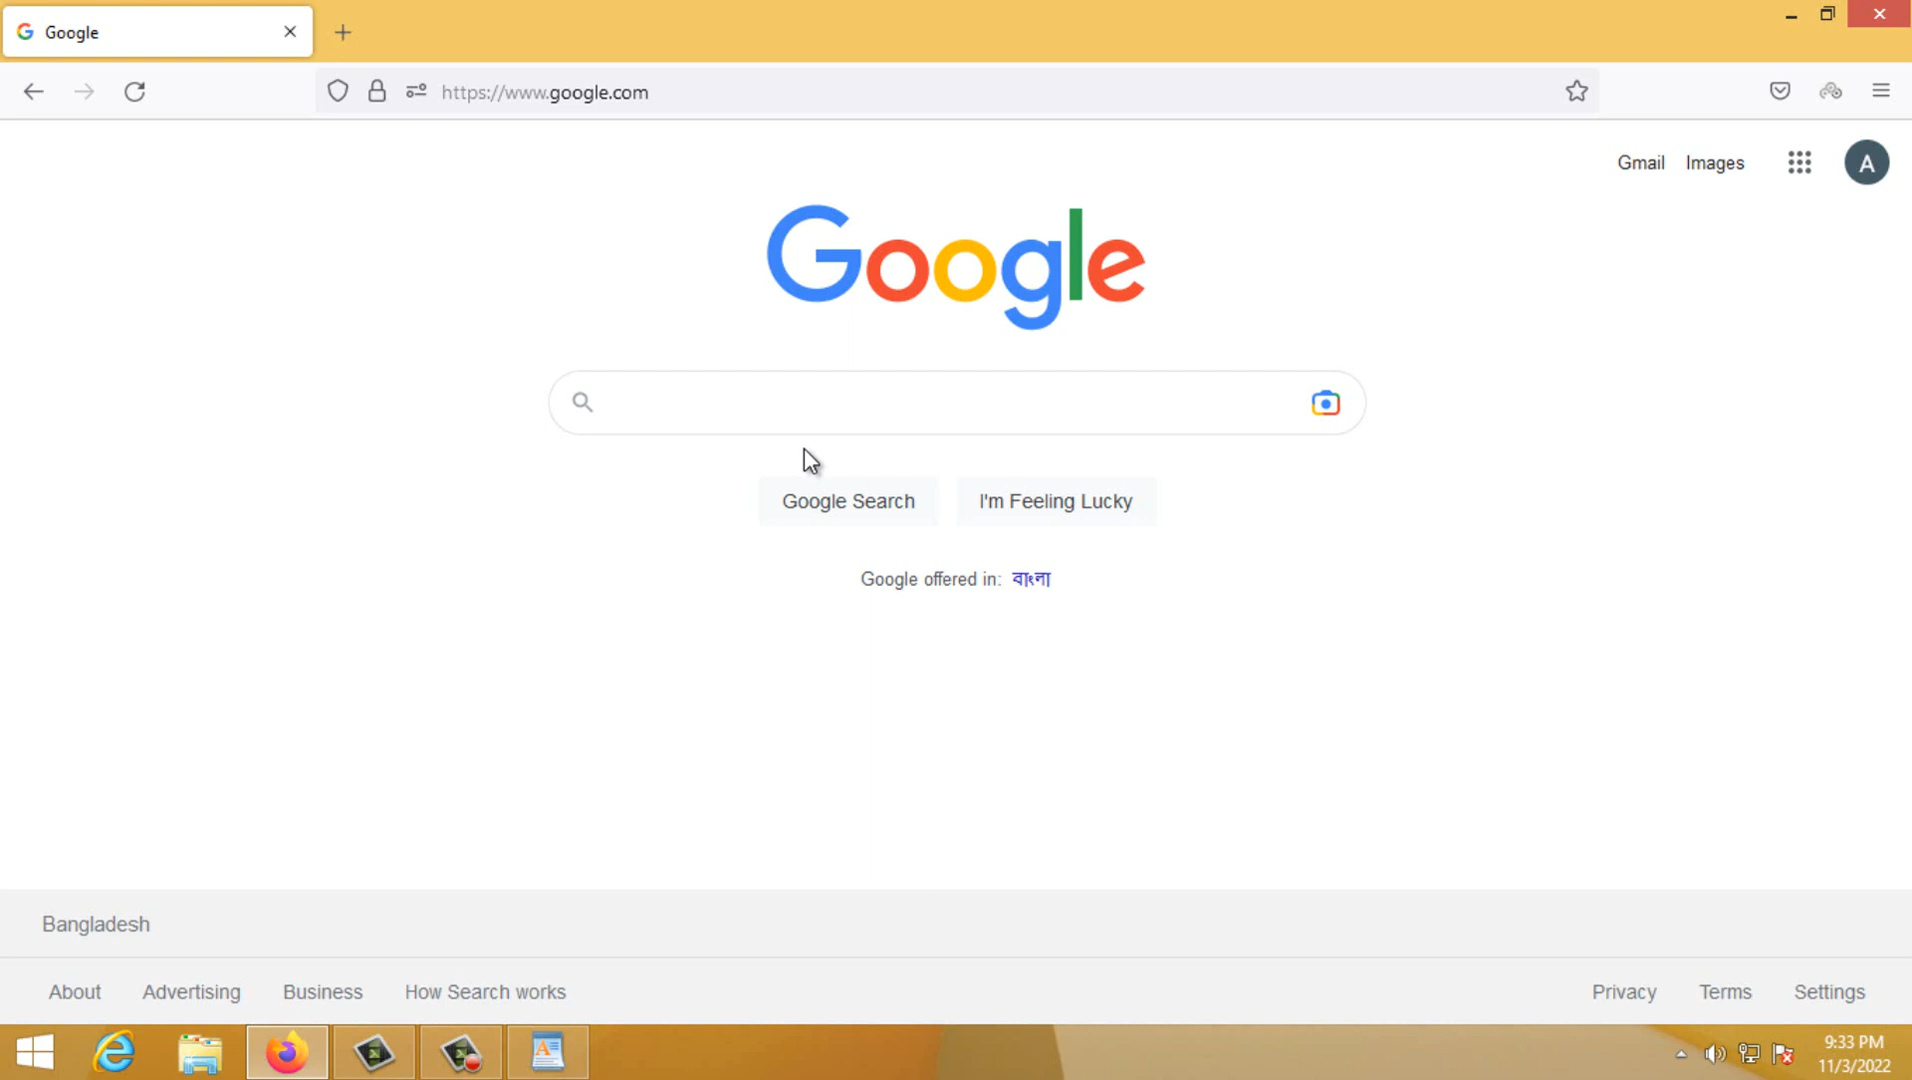 Google
https://www.google.com
Gmail Images
A
Google
Google Search I'm Feeling Lucky
Google offered in: বাংলা
Bangladesh
About Advertising Business How Search works Privacy Terms Settings
9:33 PM
11/3/2022